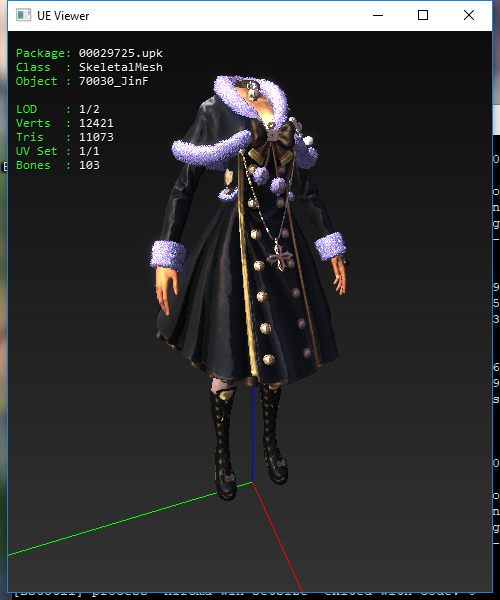 UE Viewer
Package: 00029725.upk
Class : SkeletalMesh
Object : 70030_JinF
LOD : 1/2
Verts : 12421
Tris : 11073
UV Set : 1/1
Bones : 103